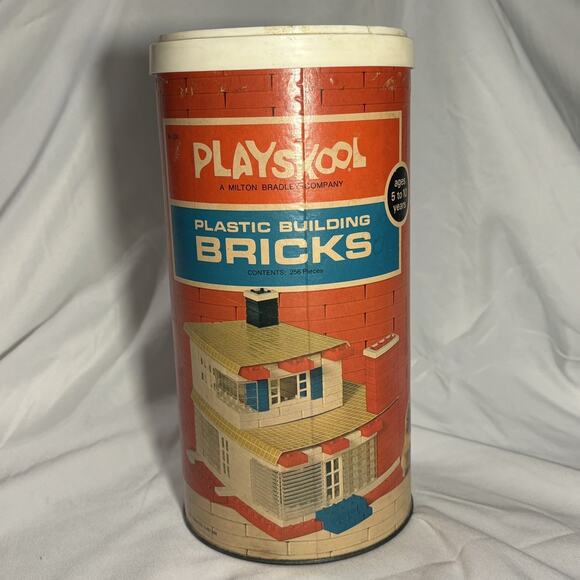 PLAYSKOOL
A MILTON BRADLEY COMPANY
ages
5 to 10
years
PLASTIC BUILDING
BRICKS
CONTENTS: 256 Pieces